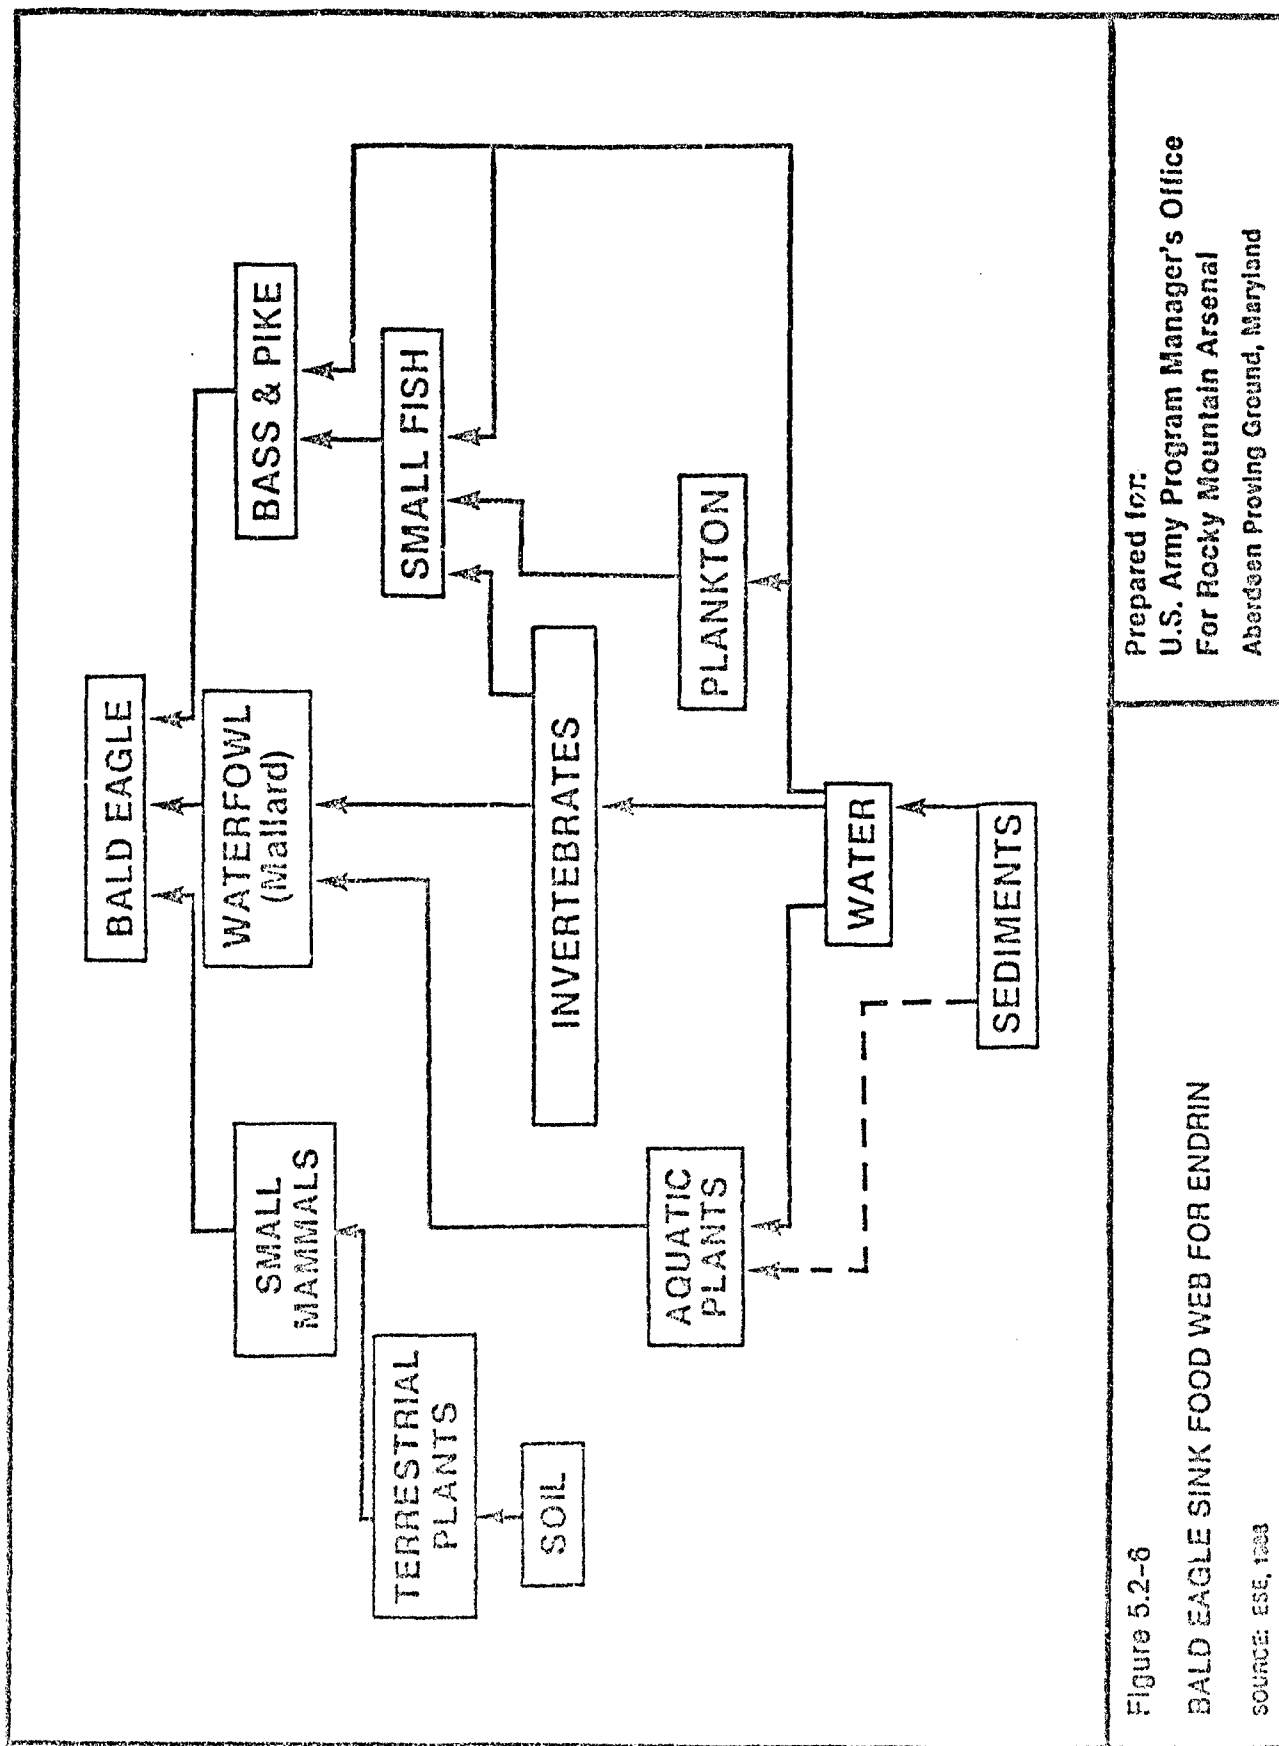 BALD EAGLE
WATERFOWL
(Mallard)
BASS & PIKE
SMALL
MAMMALS
SMALL FISH
TERRESTRIAL
PLANTS
INVERTEBRATES
SOIL
AQUATIC
PLANTS
PLANKTON
WATER
SEDIMENTS
Figure 5.2-6
BALD EAGLE SINK FOOD WEB FOR ENDRIN
SOURCE: ESE, 1988
Prepared for:
U.S. Army Program Manager's Office
For Rocky Mountain Arsenal
Aberdeen Proving Ground, Maryland